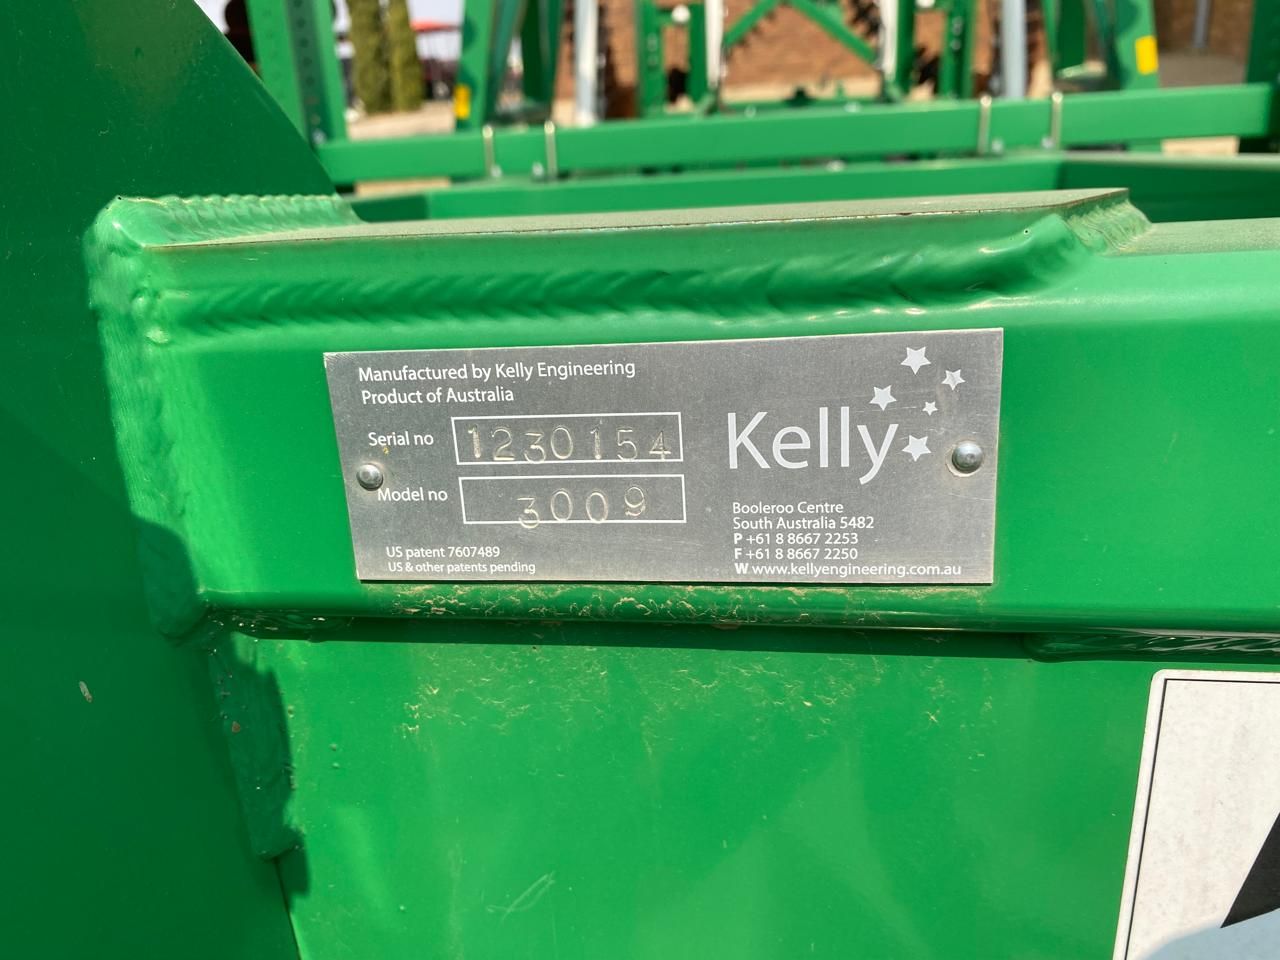 Manufactured by Kelly Engineering
Product of Australia
Serial no 1230154
Model no 3009
US patent 7607489
US & other patents pending
Kelly
Booleroo Centre
South Australia 5482
P +61 8 8667 2253
F +61 8 8667 2250
W www.kellyengineering.com.au